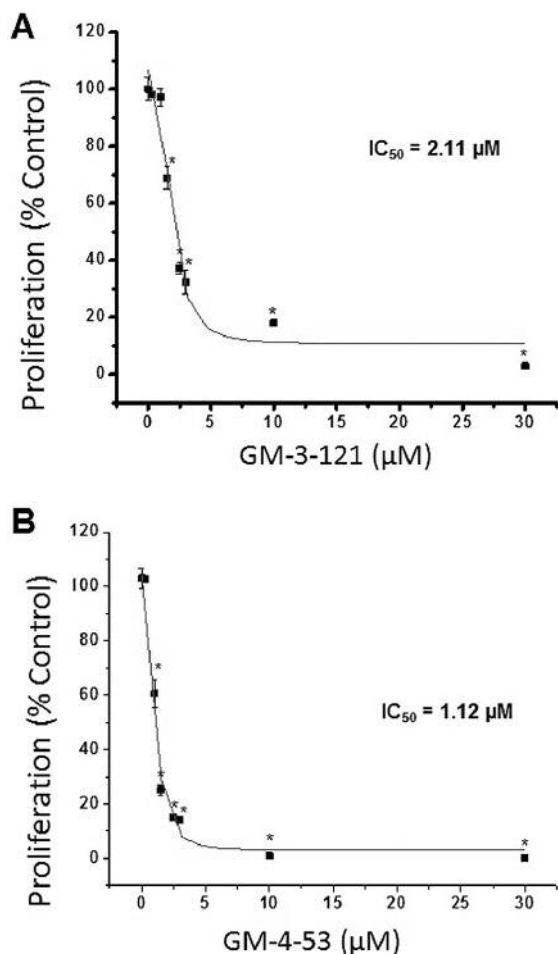 A
120
100
80
60
40
20
0
Proliferation (% Control)
IC50 = 2.11 µM
*
*
*
*
*
0 5 10 15 20 25 30
GM-3-121 (µM)
B
120
100
80
60
40
20
0
Proliferation (% Control)
IC50 = 1.12 µM
*
*
*
*
*
*
0 5 10 15 20 25 30
GM-4-53 (µM)